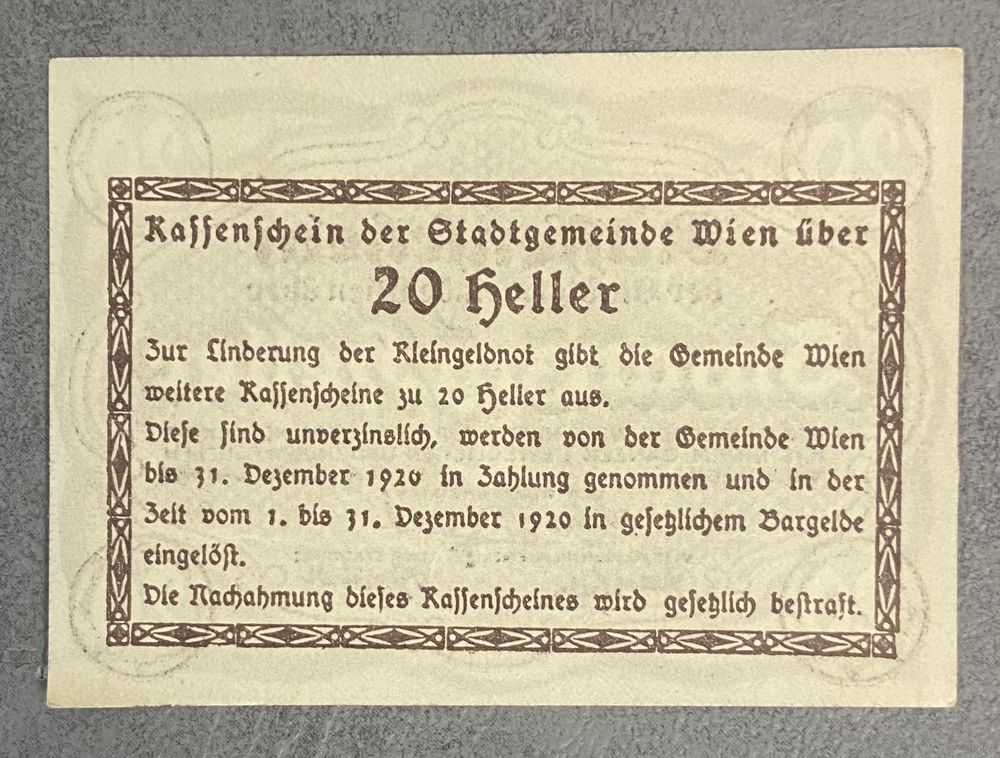 Kassenschein der Stadtgemeinde Wien über
20 Heller
Zur Linderung der Kleingeldnot gibt die Gemeinde Wien
weitere Kassenscheine zu 20 Heller aus.
Diese sind unverzinslich, werden von der Gemeinde Wien
bis 31. Dezember 1920 in Zahlung genommen und in der
Zeit vom 1. bis 31. Dezember 1920 in gesetzlichem Bargelde
eingelöst.
Die Nachahmung dieses Kassenscheines wird gesetzlich bestraft.